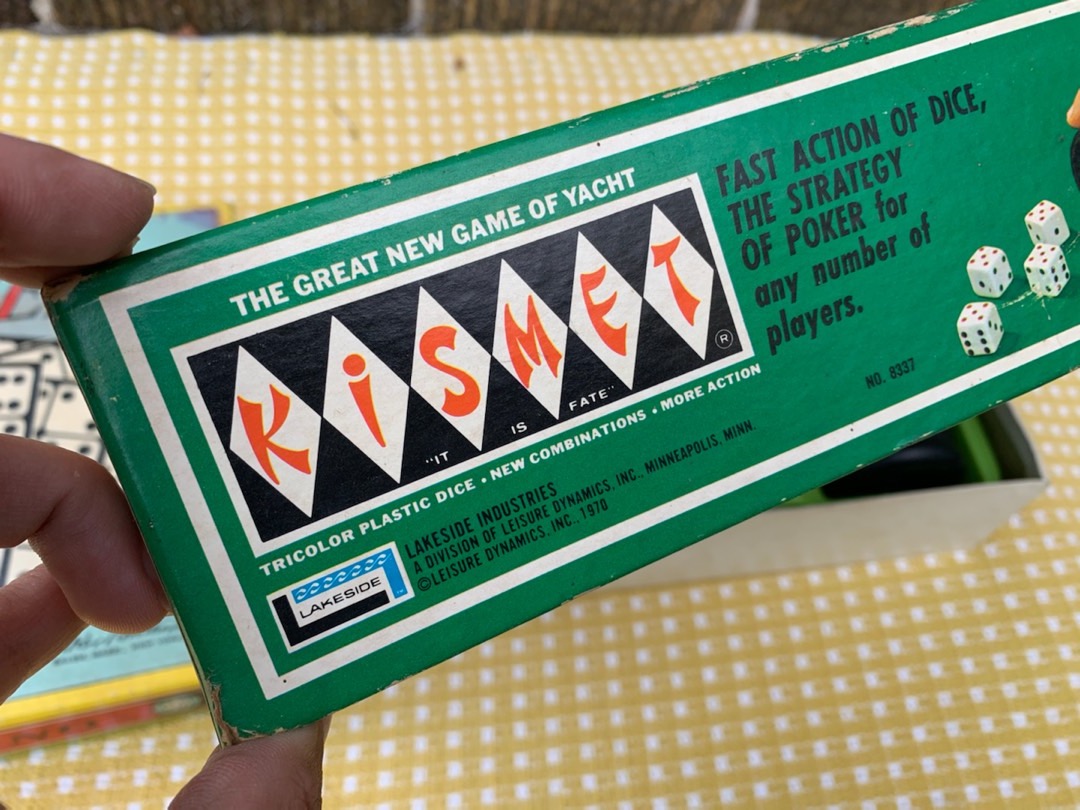 THE GREAT NEW GAME OF YACHT
KiSMET
®
"IT IS FATE"
TRICOLOR PLASTIC DICE • NEW COMBINATIONS • MORE ACTION
LAKESIDE
LAKESIDE INDUSTRIES
A DIVISION OF LEISURE DYNAMICS, INC., MINNEAPOLIS, MINN.
©LEISURE DYNAMICS, INC., 1970
FAST ACTION OF DiCE,
THE STRATEGY
OF POKER for
any number of
players.
NO. 8337